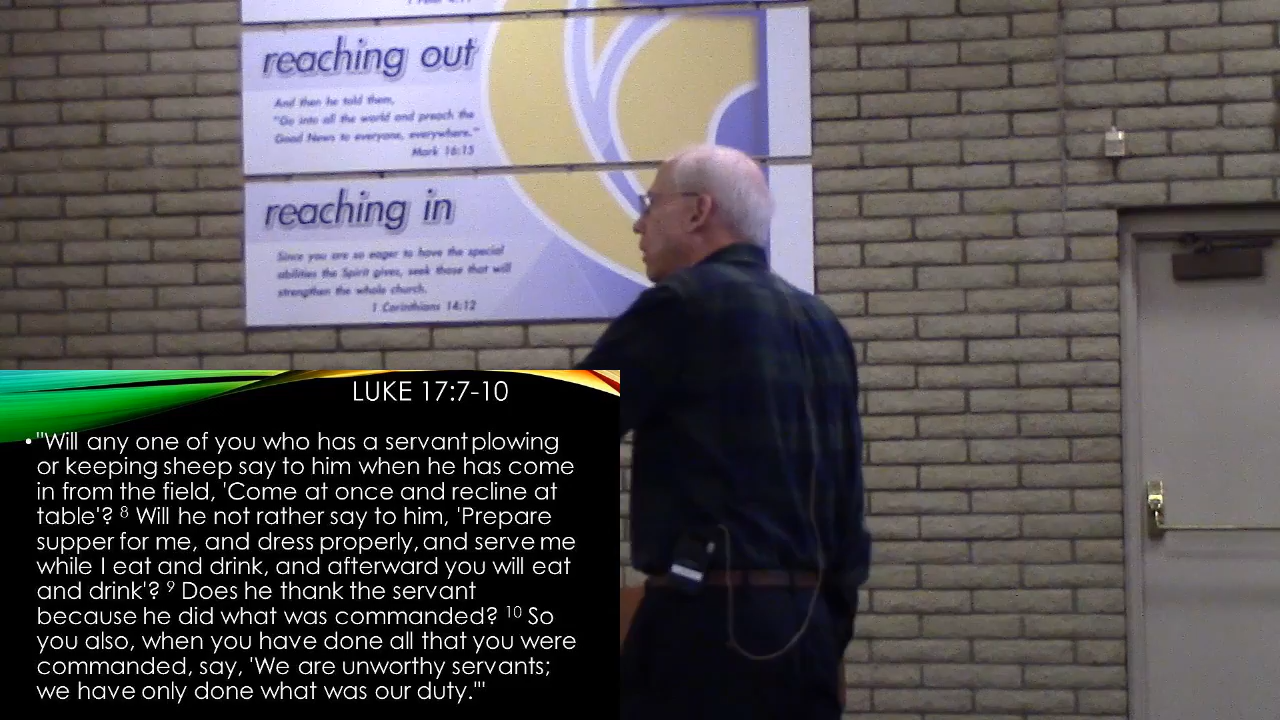 reaching out
And then he told them,
"Go into all the world and preach the
Good News to everyone, everywhere."
Mark 16:15
reaching in
Since you are so eager to have the special
abilities the Spirit gives, seek those that will
strengthen the whole church.
1 Corinthians 14:12
LUKE 17:7-10
•"Will any one of you who has a servant plowing
or keeping sheep say to him when he has come
in from the field, 'Come at once and recline at
table'? ⁸ Will he not rather say to him, 'Prepare
supper for me, and dress properly, and serve me
while I eat and drink, and afterward you will eat
and drink'? ⁹ Does he thank the servant
because he did what was commanded? ¹⁰ So
you also, when you have done all that you were
commanded, say, 'We are unworthy servants;
we have only done what was our duty.'"